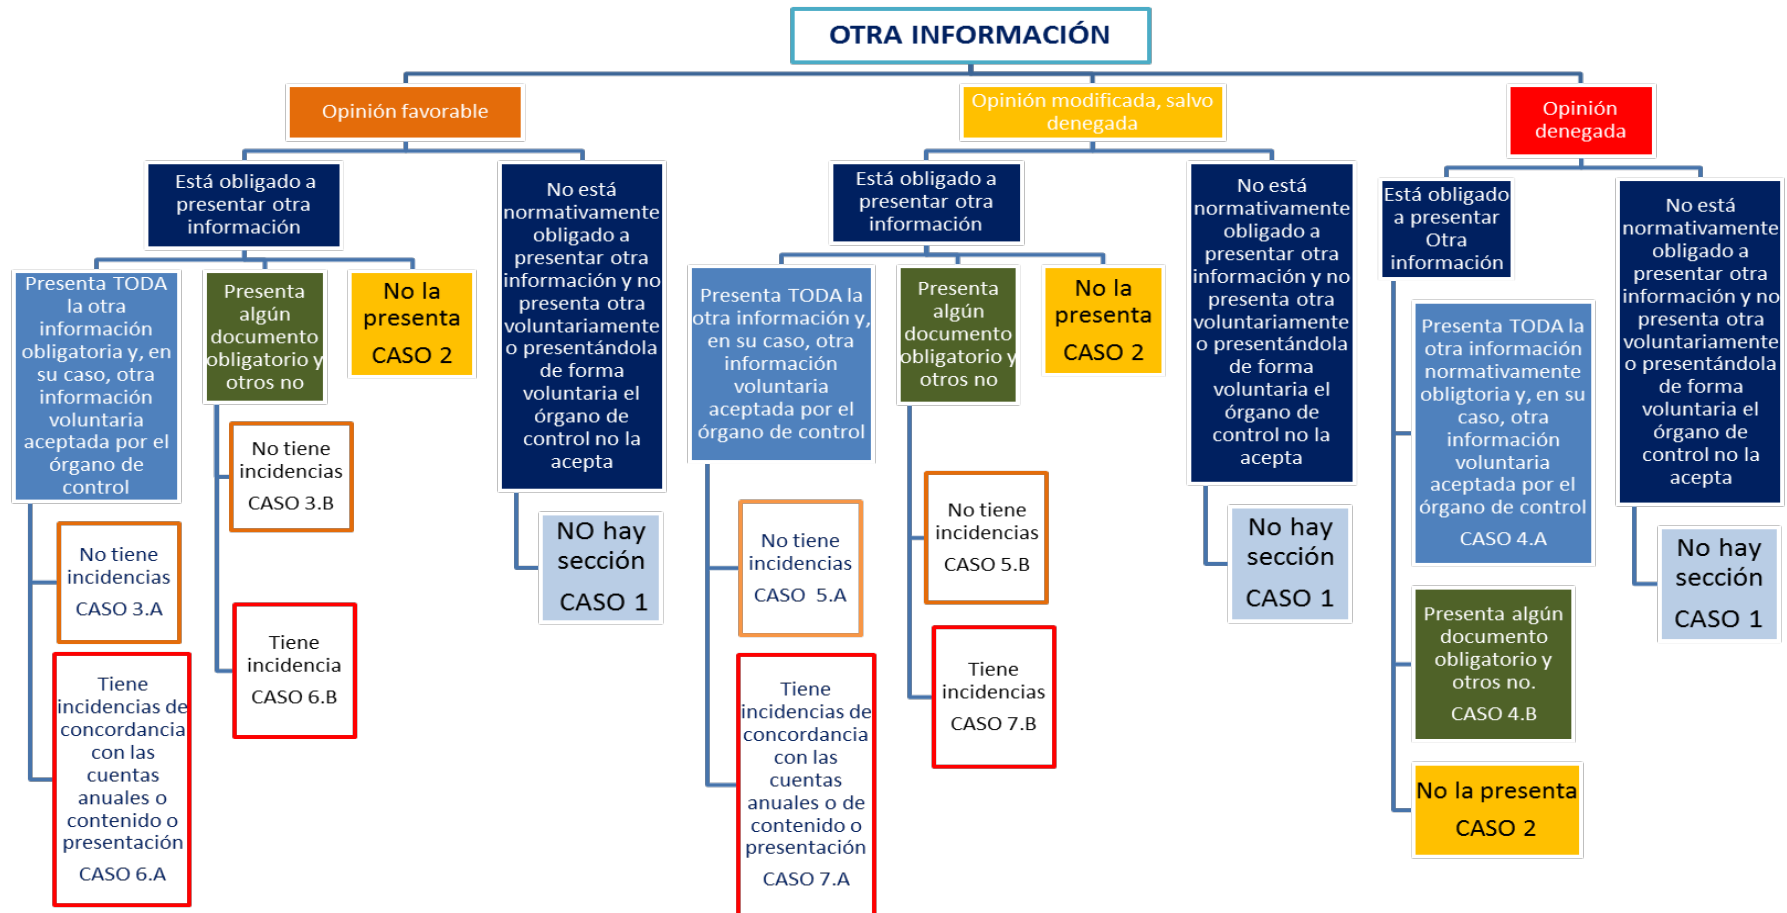 OTRA INFORMACIÓN
Opinión favorable
Opinión modificada, salvo
denegada
Opinión
denegada
Está obligado a
presentar otra
información
No está
normativamente
obligado a
presentar otra
información y no
presenta otra
voluntariamente
o presentándola
de forma
voluntaria el
órgano de
control no la
acepta
Presenta TODA
la otra
información
obligatoria y, en
su caso, otra
información
voluntaria
aceptada por el
órgano de
control
Presenta
algún
documento
obligatorio y
otros no
No la
presenta
CASO 2
No tiene
incidencias
CASO 3.B
No tiene
incidencias
CASO 3.A
Tiene
incidencia
CASO 6.B
Tiene
incidencias de
concordancia
con las
cuentas
anuales o
contenido o
presentación
CASO 6.A
NO hay
sección
CASO 1
Está obligado a
presentar otra
información
No está
normativamente
obligado a
presentar otra
información y no
presenta otra
voluntariamente
o presentándola
de forma
voluntaria el
órgano de
control no la
acepta
Presenta TODA la
otra información y,
en su caso, otra
información
voluntaria
aceptada por el
órgano de control
Presenta
algún
documento
obligatorio y
otros no
No la
presenta
CASO 2
No tiene
incidencias
CASO  5.A
No tiene
incidencias
CASO 5.B
Tiene
incidencias
CASO 7.B
Tiene
incidencias de
concordancia
con las
cuentas
anuales o de
contenido o
presentación
CASO 7.A
No hay
sección
CASO 1
Está obligado
a presentar
Otra
información
No está
normativamente
obligado a
presentar otra
información y no
presenta otra
voluntariamente
o presentándola
de forma
voluntaria el
órgano de
control no la
acepta
Presenta TODA la
otra información
normativamente
obligtoria y, en su
caso, otra
información
voluntaria
aceptada por el
órgano de control
CASO 4.A
Presenta algún
documento
obligatorio y
otros no.
CASO 4.B
No la presenta
CASO 2
No hay
sección
CASO 1